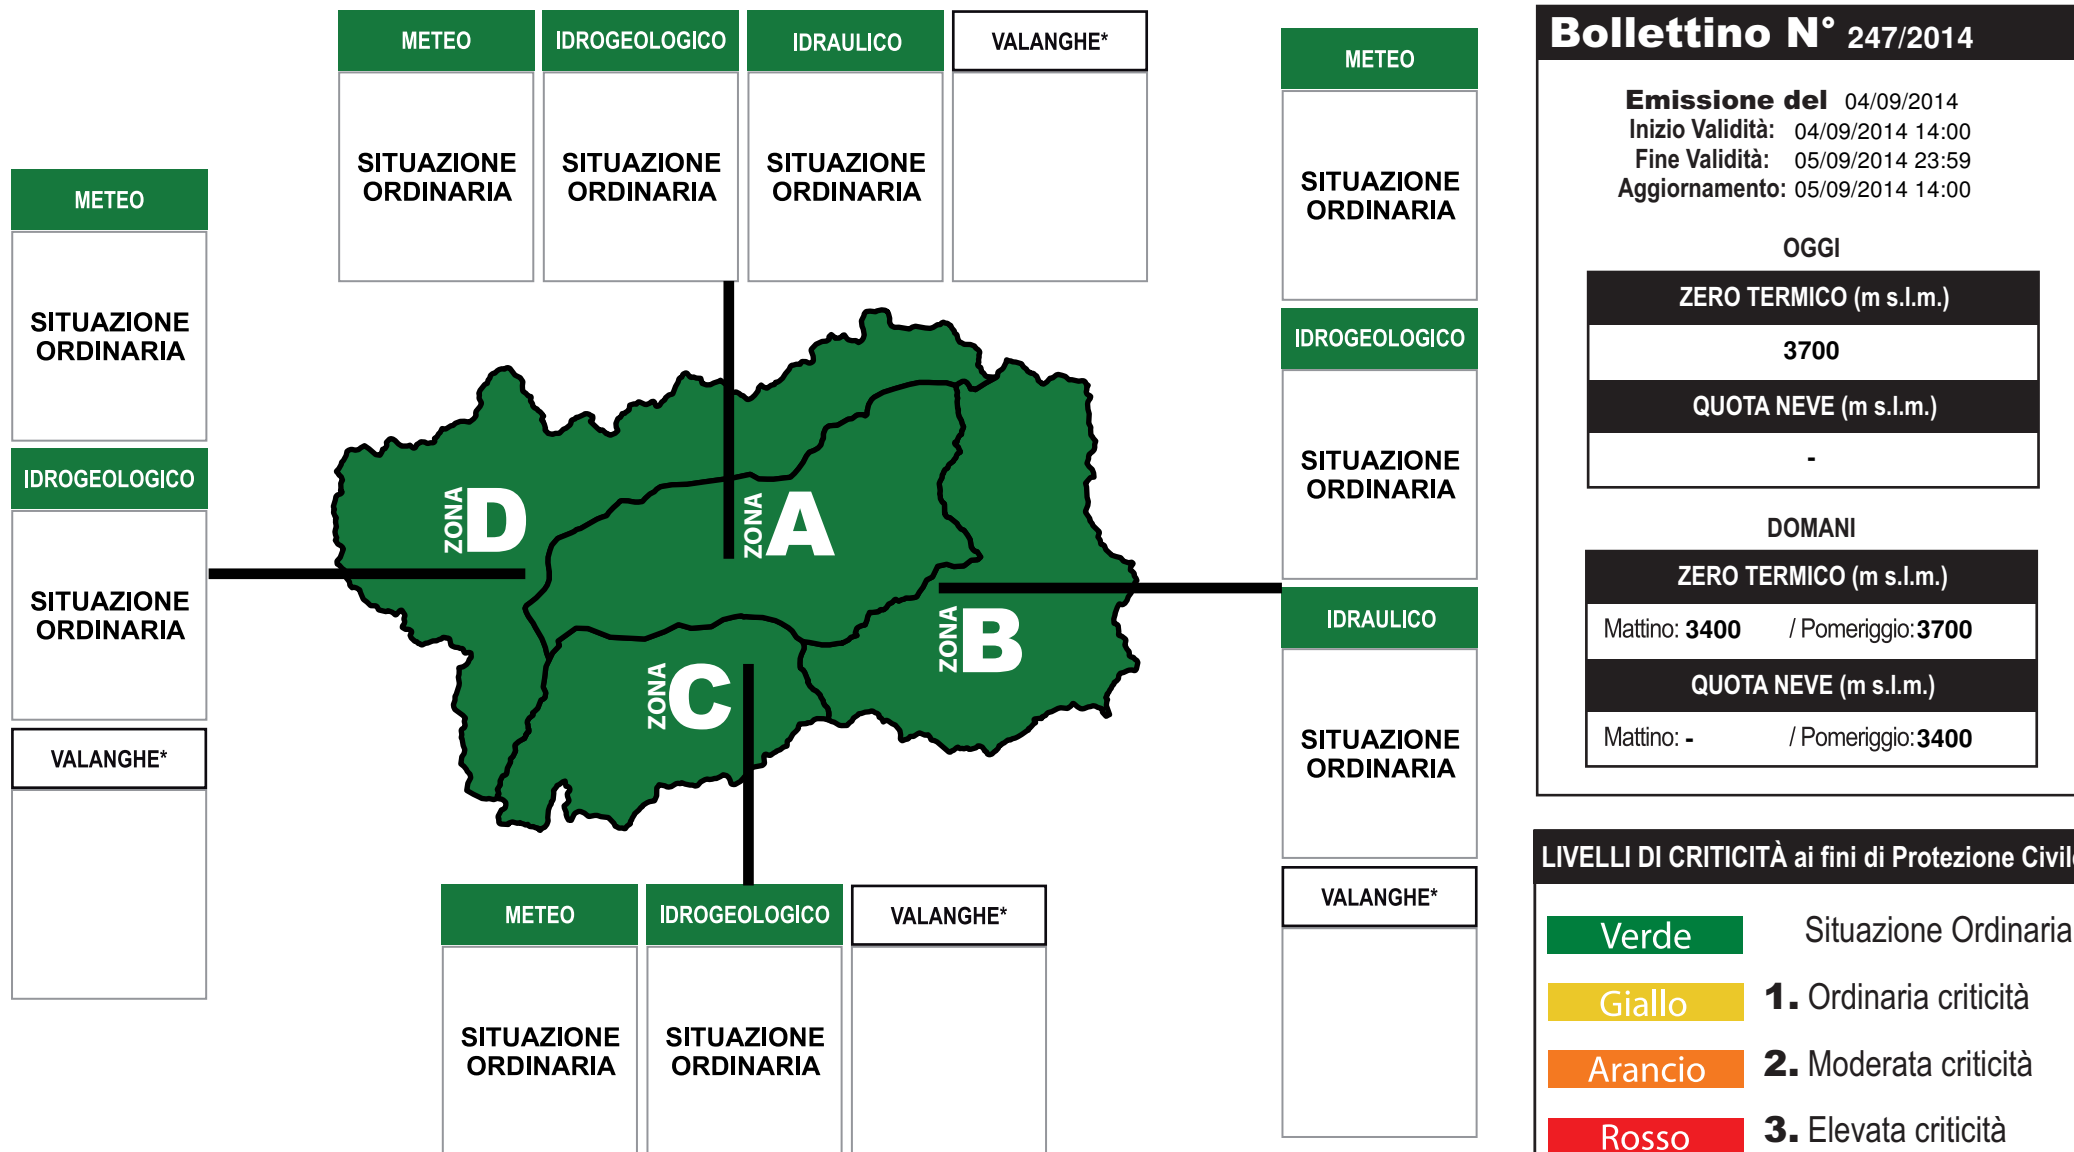 METEO IDROGEOLOGICO IDRAULICO VALANGHE*
SITUAZIONE ORDINARIA
SITUAZIONE ORDINARIA
SITUAZIONE ORDINARIA
METEO
SITUAZIONE
ORDINARIA
IDROGEOLOGICO
SITUAZIONE
ORDINARIA
VALANGHE*
ZONA D
ZONA A
ZONA B
ZONA C
METEO
SITUAZIONE
ORDINARIA
IDROGEOLOGICO
SITUAZIONE
ORDINARIA
IDRAULICO
SITUAZIONE
ORDINARIA
VALANGHE*
METEO IDROGEOLOGICO VALANGHE*
SITUAZIONE ORDINARIA
SITUAZIONE ORDINARIA
Bollettino N° 247/2014
Emissione del 04/09/2014
Inizio Validità: 04/09/2014 14:00
Fine Validità: 05/09/2014 23:59
Aggiornamento: 05/09/2014 14:00
OGGI
ZERO TERMICO (m s.l.m.)
3700
QUOTA NEVE (m s.l.m.)
-
DOMANI
ZERO TERMICO (m s.l.m.)
Mattino: 3400 / Pomeriggio: 3700
QUOTA NEVE (m s.l.m.)
Mattino: - / Pomeriggio: 3400
LIVELLI DI CRITICITÀ ai fini di Protezione Civile
Verde Situazione Ordinaria
Giallo 1. Ordinaria criticità
Arancio 2. Moderata criticità
Rosso 3. Elevata criticità